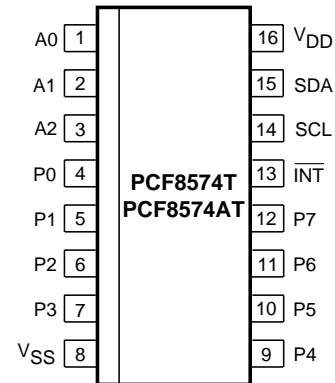 A0 1 16 VDD
A1 2 15 SDA
A2 3 14 SCL
P0 4 13 INT
PCF8574T
PCF8574AT
P1 5 12 P7
P2 6 11 P6
P3 7 10 P5
VSS 8 9 P4